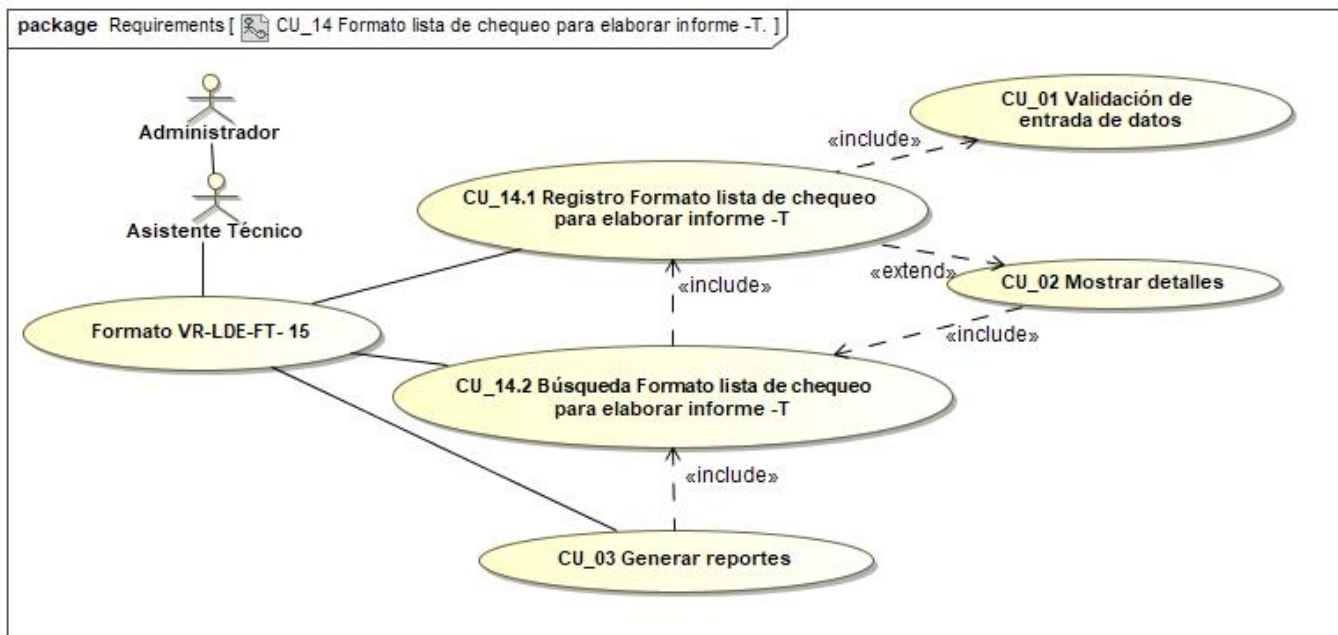 package Requirements [ CU_14 Formato lista de chequeo para elaborar informe -T. ]
Administrador
Asistente Técnico
Formato VR-LDE-FT- 15
CU_14.1 Registro Formato lista de chequeo
para elaborar informe -T
«include»
CU_01 Validación de
entrada de datos
«extend»
CU_02 Mostrar detalles
«include»
«include»
CU_14.2 Búsqueda Formato lista de chequeo
para elaborar informe -T
«include»
CU_03 Generar reportes